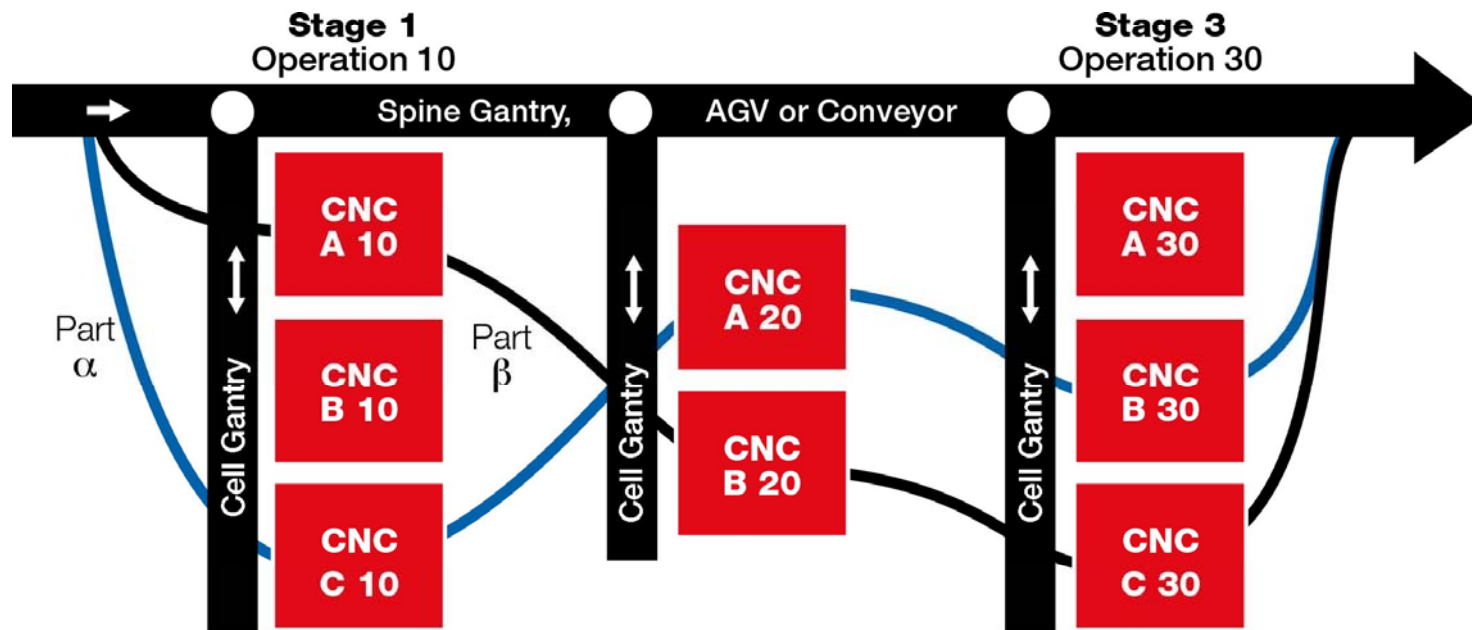 Stage 1
Operation 10
Stage 3
Operation 30
Spine Gantry,
AGV or Conveyor
Part
α
Cell Gantry
CNC
A 10
CNC
B 10
CNC
C 10
Part
β
Cell Gantry
CNC
A 20
CNC
B 20
Cell Gantry
CNC
A 30
CNC
B 30
CNC
C 30